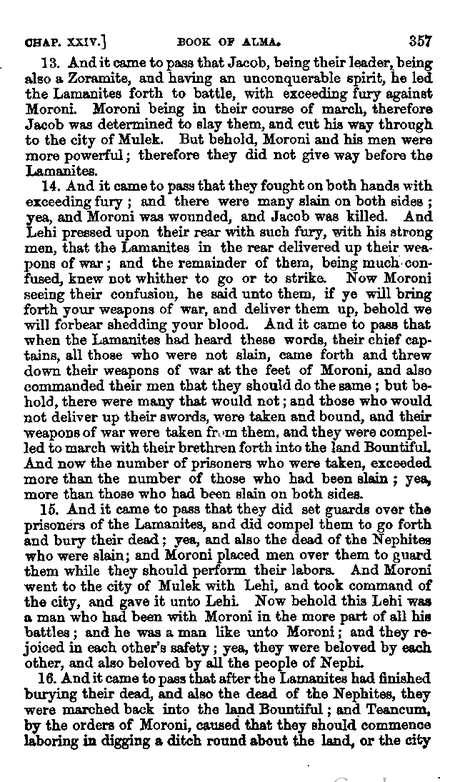 CHAP. XXIV.] BOOK OF ALMA. 357
13. And it came to pass that Jacob, being their leader, being
also a Zoramite, and having an unconquerable spirit, he led
the Lamanites forth to battle, with exceeding fury against
Moroni. Moroni being in their course of march, therefore
Jacob was determined to slay them, and cut his way through
to the city of Mulek. But behold, Moroni and his men were
more powerful; therefore they did not give way before the
Lamanites.
14. And it came to pass that they fought on both hands with
exceeding fury; and there were many slain on both sides;
yea, and Moroni was wounded, and Jacob was killed. And
Lehi pressed upon their rear with such fury, with his strong
men, that the Lamanites in the rear delivered up their wea-
pons of war; and the remainder of them, being much con-
fused, knew not whither to go or to strike. Now Moroni
seeing their confusion, he said unto them, if ye will bring
forth your weapons of war, and deliver them up, behold we
will forbear shedding your blood. And it came to pass that
when the Lamanites had heard these words, their chief cap-
tains, all those who were not slain, came forth and threw
down their weapons of war at the feet of Moroni, and also
commanded their men that they should do the same; but be-
hold, there were many that would not; and those who would
not deliver up their swords, were taken and bound, and their
weapons of war were taken from them, and they were compel-
led to march with their brethren forth into the land Bountiful.
And now the number of prisoners who were taken, exceeded
more than the number of those who had been slain; yea,
more than those who had been slain on both sides.
15. And it came to pass that they did set guards over the
prisoners of the Lamanites, and did compel them to go forth
and bury their dead; yea, and also the dead of the Nephites
who were slain; and Moroni placed men over them to guard
them while they should perform their labors. And Moroni
went to the city of Mulek with Lehi, and took command of
the city, and gave it unto Lehi. Now behold this Lehi was
a man who had been with Moroni in the more part of all his
battles; and he was a man like unto Moroni; and they re-
joiced in each other's safety; yea, they were beloved by each
other, and also beloved by all the people of Nephi.
16. And it came to pass that after the Lamanites had finished
burying their dead, and also the dead of the Nephites, they
were marched back into the land Bountiful; and Teancum,
by the orders of Moroni, caused that they should commence
laboring in digging a ditch round about the land, or the city